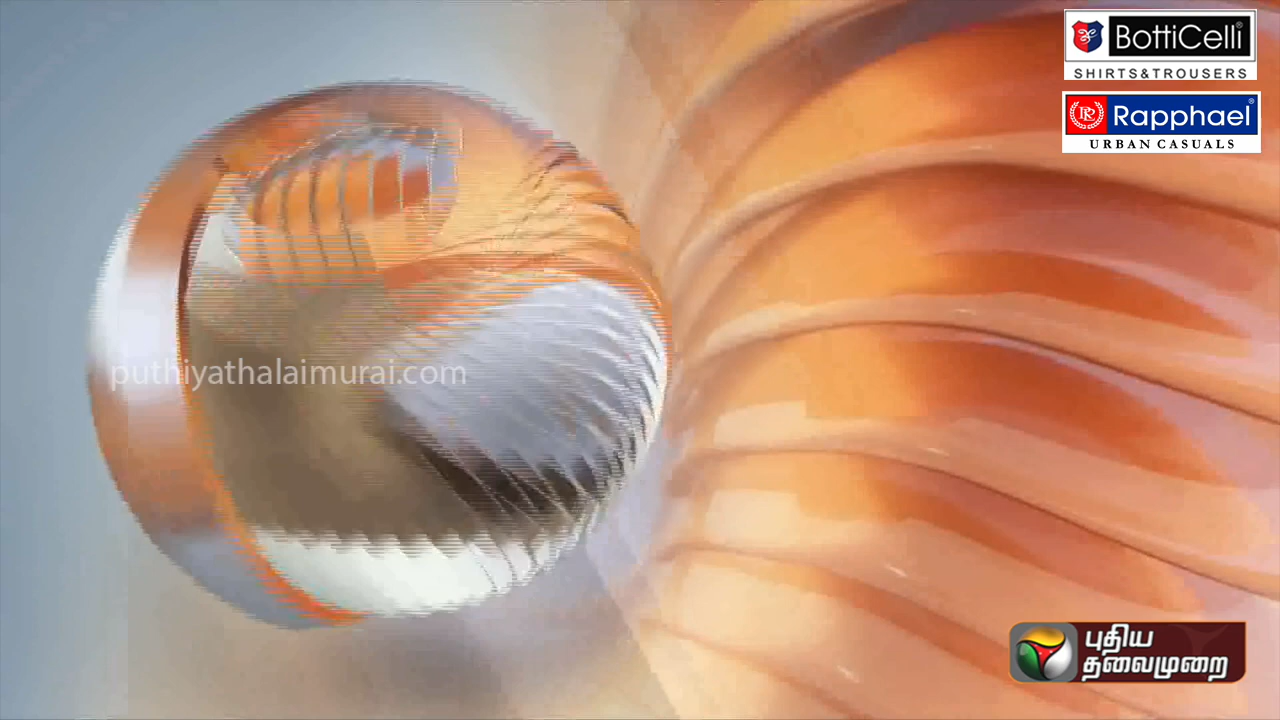 BottiCelli®
SHIRTS&TROUSERS
R Rapphael®
URBAN CASUALS
puthiyathalaimurai.com
புதிய
தலைமுறை